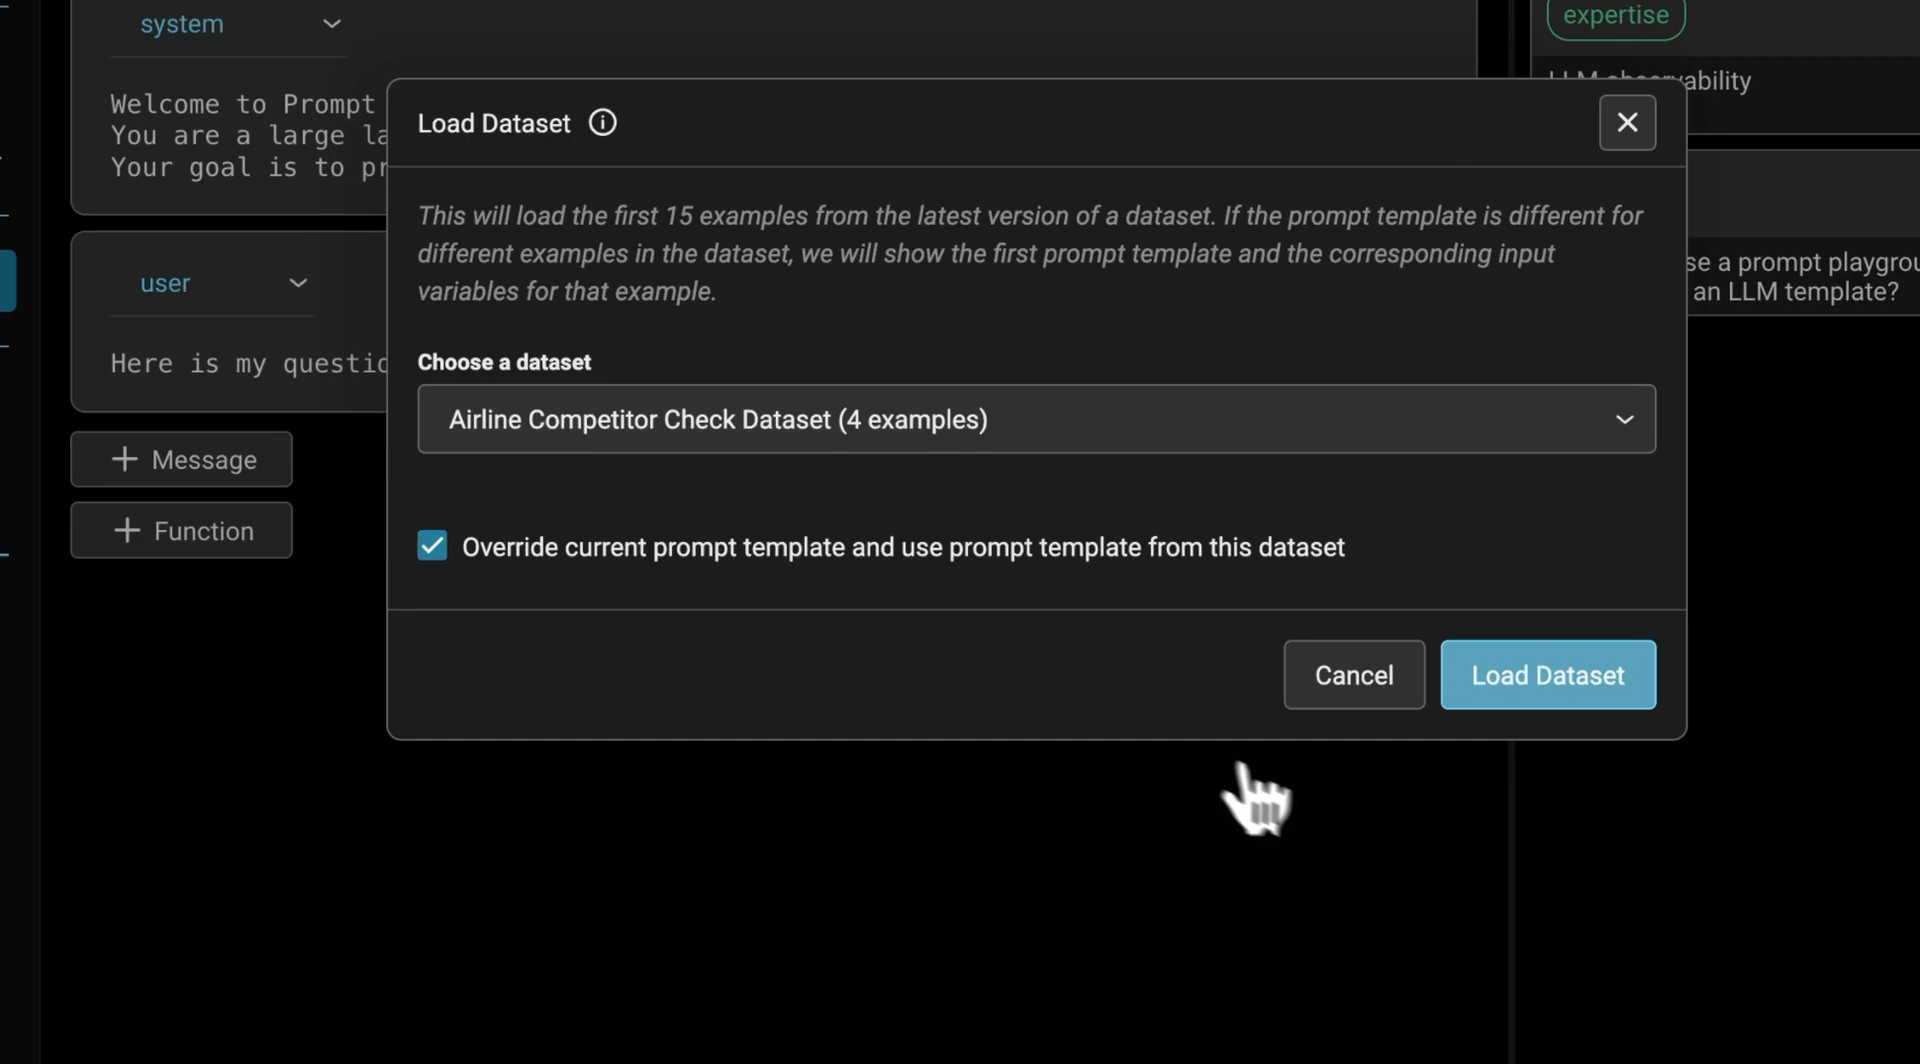 system
expertise
LLM observability
Welcome to Prompt
You are a large la
Your goal is to pr
Load Dataset
This will load the first 15 examples from the latest version of a dataset. If the prompt template is different for
different examples in the dataset, we will show the first prompt template and the corresponding input
variables for that example.
se a prompt playgrou
an LLM template?
user
Here is my questio
Choose a dataset
Airline Competitor Check Dataset (4 examples)
+ Message
+ Function
Override current prompt template and use prompt template from this dataset
Cancel
Load Dataset